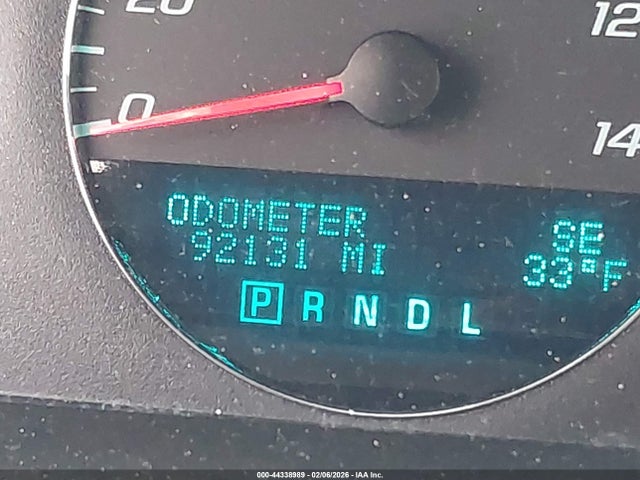 20
12
0
14
ODOMETER SE
92131 MI 33°F
P R N D L
000-44338989 - 02/06/2026 - IAA Inc.